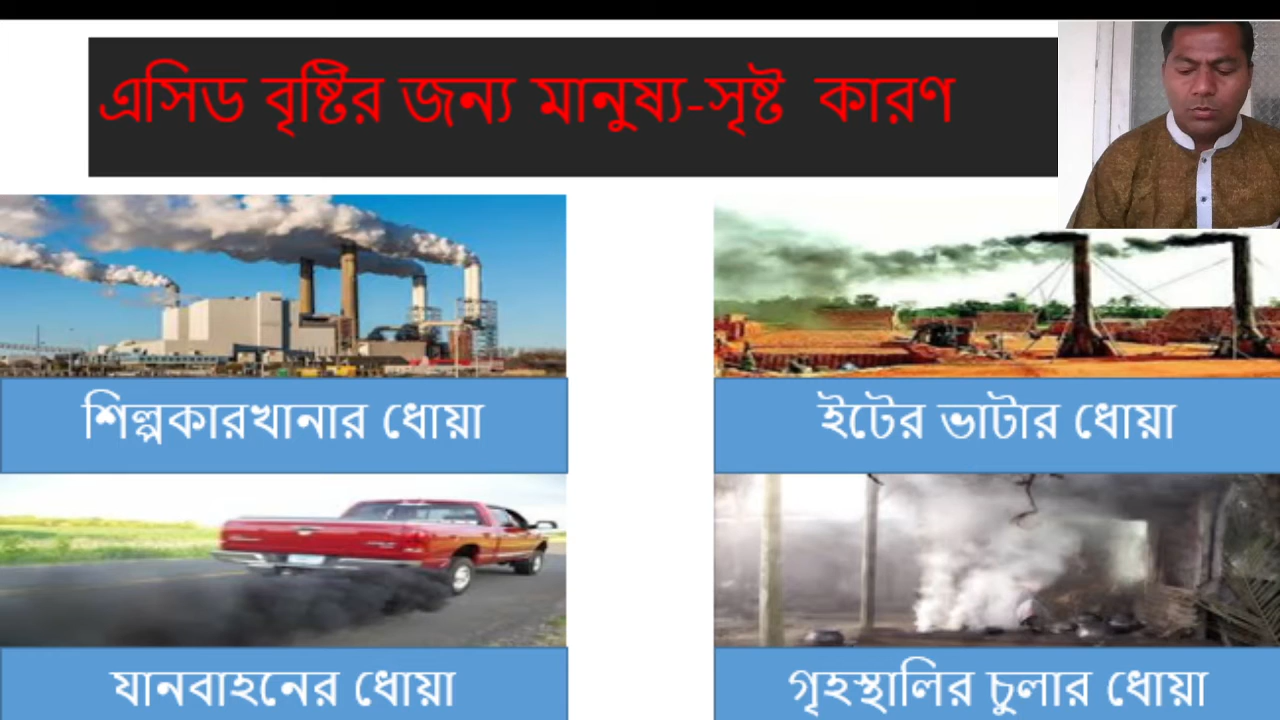 এসিড বৃষ্টির জন্য মানুষ্য-সৃষ্ট কারণ
শিল্পকারখানার ধোয়া
ইটের ভাটার ধোয়া
যানবাহনের ধোয়া
গৃহস্থালির চুলার ধোয়া